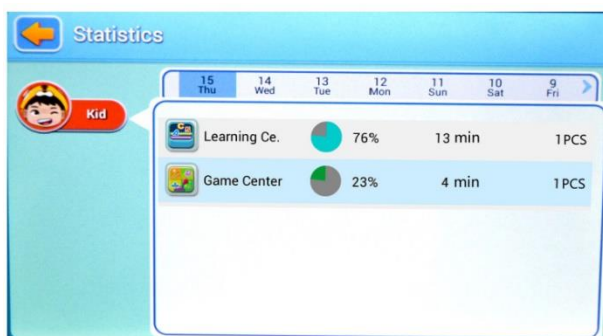 Statistics
15 14 13 12 11 10 9
Thu Wed Tue Mon Sun Sat Fri
Kid
Learning Ce. 76% 13 min 1PCS
Game Center 23% 4 min 1PCS